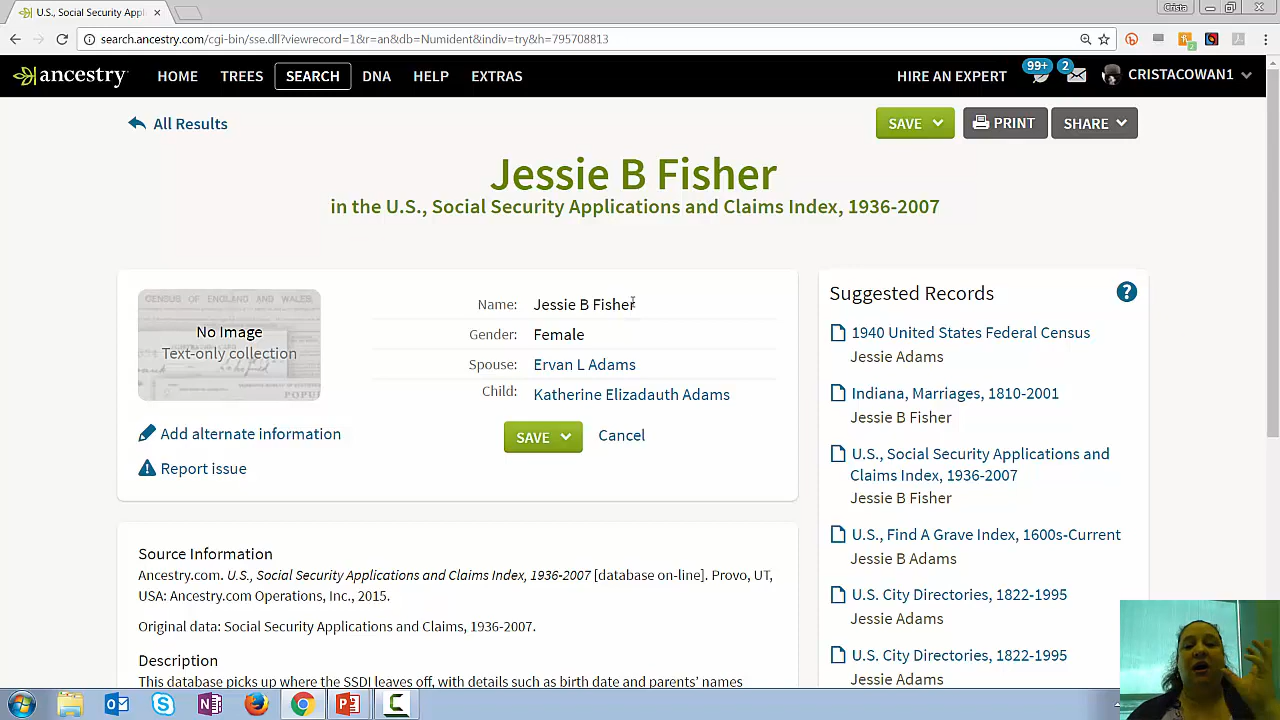 U.S., Social Security Appl
Crista
search.ancestry.com/cgi-bin/sse.dll?viewrecord=1&r=an&db=Numident&indiv=try&h=795708813
2
ancestry
HOME TREES SEARCH DNA HELP EXTRAS HIRE AN EXPERT 99+ 2 CRISTACOWAN1
All Results
SAVE PRINT SHARE
Jessie B Fisher
in the U.S., Social Security Applications and Claims Index, 1936-2007
CENSUS OF ENGLAND AND WALES
No Image
Text-only collection
POPU
Name: Jessie B Fisher
Gender: Female
Spouse: Ervan L Adams
Child: Katherine Elizadauth Adams
SAVE Cancel
Add alternate information
Report issue
Source Information
Ancestry.com. U.S., Social Security Applications and Claims Index, 1936-2007 [database on-line]. Provo, UT,
USA: Ancestry.com Operations, Inc., 2015.
Original data: Social Security Applications and Claims, 1936-2007.
Description
This database picks up where the SSDI leaves off, with details such as birth date and parents’ names
Suggested Records ?
1940 United States Federal Census
Jessie Adams
Indiana, Marriages, 1810-2001
Jessie B Fisher
U.S., Social Security Applications and
Claims Index, 1936-2007
Jessie B Fisher
U.S., Find A Grave Index, 1600s-Current
Jessie B Adams
U.S. City Directories, 1822-1995
Jessie Adams
U.S. City Directories, 1822-1995
Jessie Adams